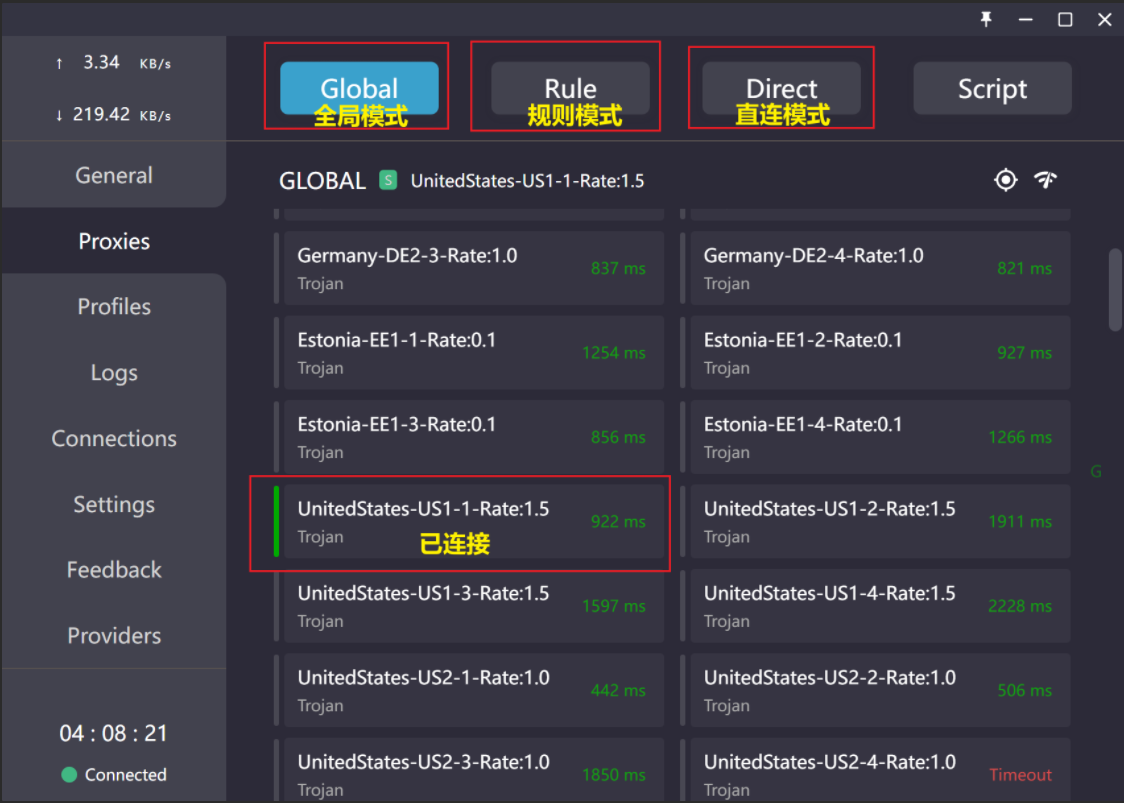 ↑ 3.34 KB/s
↓ 219.42 KB/s
General
Proxies
Profiles
Logs
Connections
Settings
Feedback
Providers
04 : 08 : 21
Connected
Global
全局模式
Rule
规则模式
Direct
直连模式
Script
GLOBAL S UnitedStates-US1-1-Rate:1.5
Germany-DE2-3-Rate:1.0
Trojan
837 ms
Germany-DE2-4-Rate:1.0
Trojan
821 ms
Estonia-EE1-1-Rate:0.1
Trojan
1254 ms
Estonia-EE1-2-Rate:0.1
Trojan
927 ms
Estonia-EE1-3-Rate:0.1
Trojan
856 ms
Estonia-EE1-4-Rate:0.1
Trojan
1266 ms
UnitedStates-US1-1-Rate:1.5
Trojan
922 ms
已连接
UnitedStates-US1-2-Rate:1.5
Trojan
1911 ms
UnitedStates-US1-3-Rate:1.5
Trojan
1597 ms
UnitedStates-US1-4-Rate:1.5
Trojan
2228 ms
UnitedStates-US2-1-Rate:1.0
Trojan
442 ms
UnitedStates-US2-2-Rate:1.0
Trojan
506 ms
UnitedStates-US2-3-Rate:1.0
Trojan
1850 ms
UnitedStates-US2-4-Rate:1.0
Trojan
Timeout
G